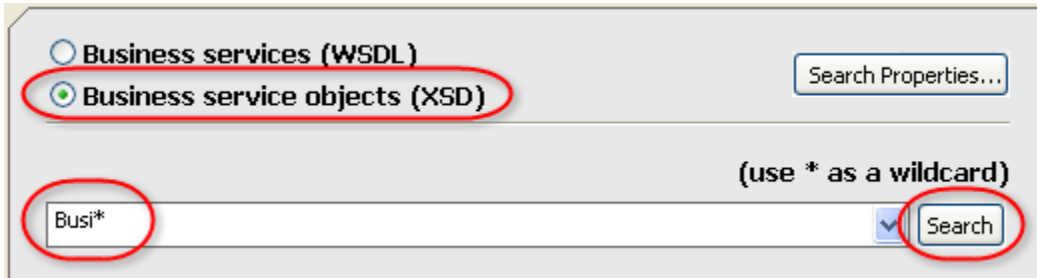 Business services (WSDL)
Search Properties...
Business service objects (XSD)
(use * as a wildcard)
Busi*
Search